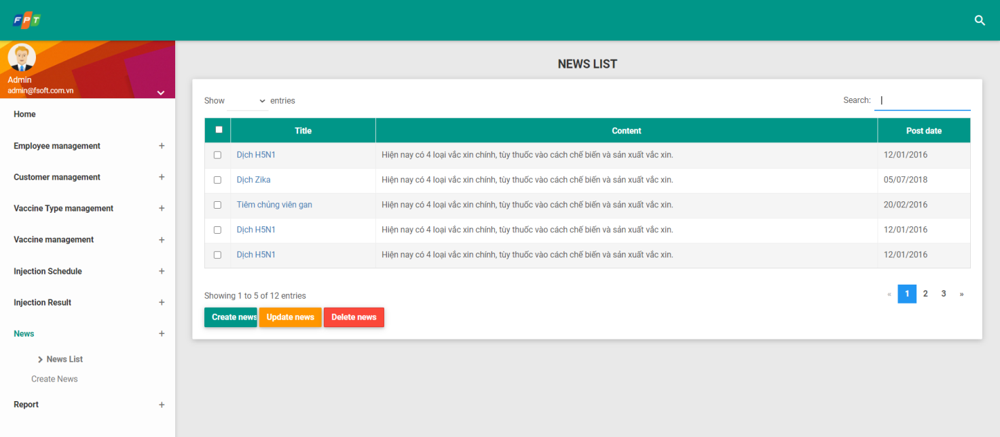 FPT
Admin
admin@fsoft.com.vn
Home
Employee management +
Customer management +
Vaccine Type management +
Vaccine management +
Injection Schedule +
Injection Result +
News +
News List
Create News
Report +
NEWS LIST
Show entries
Search:
Title Content Post date
Dịch H5N1 Hiện nay có 4 loại vắc xin chính, tùy thuốc vào cách chế biến và sản xuất vắc xin. 12/01/2016
Dịch Zika Hiện nay có 4 loại vắc xin chính, tùy thuốc vào cách chế biến và sản xuất vắc xin. 05/07/2018
Tiêm chủng viên gan Hiện nay có 4 loại vắc xin chính, tùy thuốc vào cách chế biến và sản xuất vắc xin. 20/02/2016
Dịch H5N1 Hiện nay có 4 loại vắc xin chính, tùy thuốc vào cách chế biến và sản xuất vắc xin. 12/01/2016
Dịch H5N1 Hiện nay có 4 loại vắc xin chính, tùy thuốc vào cách chế biến và sản xuất vắc xin. 12/01/2016
Showing 1 to 5 of 12 entries
« 1 2 3 »
Create news Update news Delete news